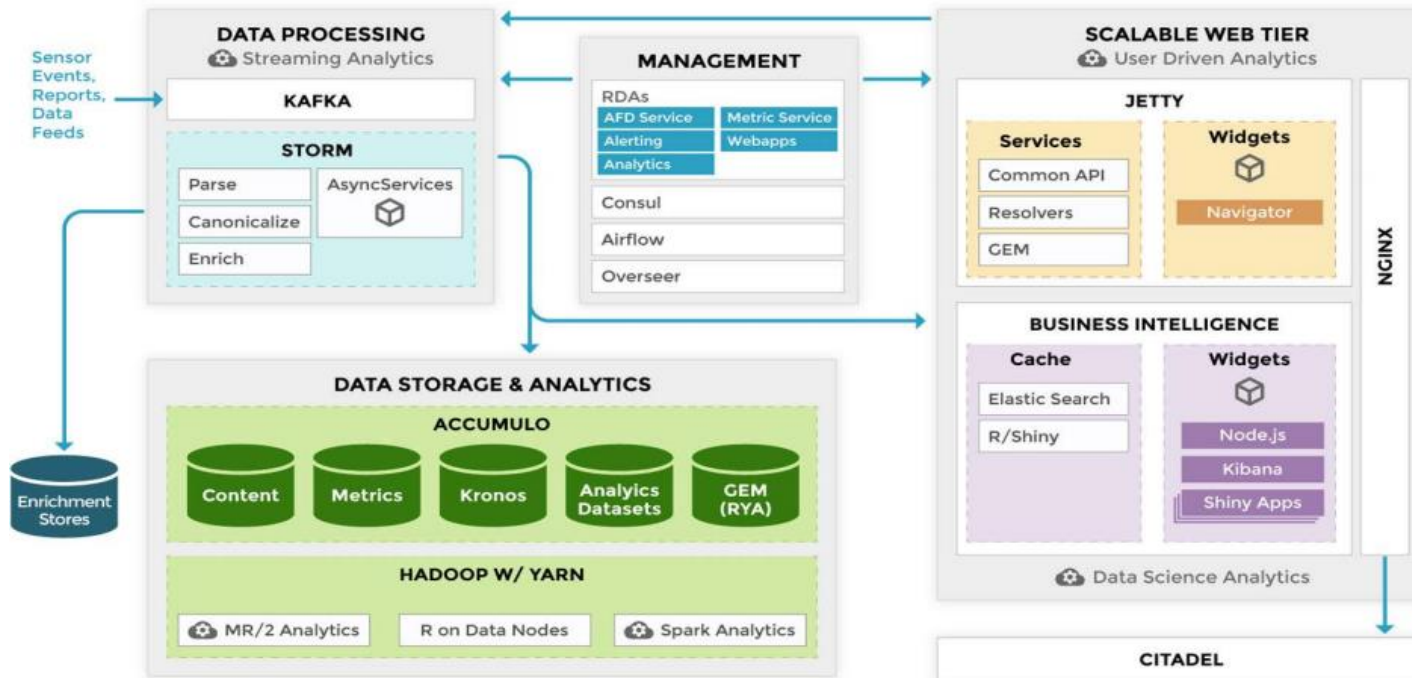 Sensor
Events,
Reports,
Data
Feeds
DATA PROCESSING
Streaming Analytics
KAFKA
STORM
Parse
Canonicalize
Enrich
AsyncServices
Enrichment
Stores
MANAGEMENT
RDAs
AFD Service
Metric Service
Alerting
Webapps
Analytics
Consul
Airflow
Overseer
DATA STORAGE & ANALYTICS
ACCUMULO
Content
Metrics
Kronos
Analyics
Datasets
GEM
(RYA)
HADOOP W/ YARN
MR/2 Analytics
R on Data Nodes
Spark Analytics
SCALABLE WEB TIER
User Driven Analytics
JETTY
Services
Common API
Resolvers
GEM
Widgets
Navigator
BUSINESS INTELLIGENCE
Cache
Elastic Search
R/Shiny
Widgets
Node.js
Kibana
Shiny Apps
Data Science Analytics
NGINX
CITADEL